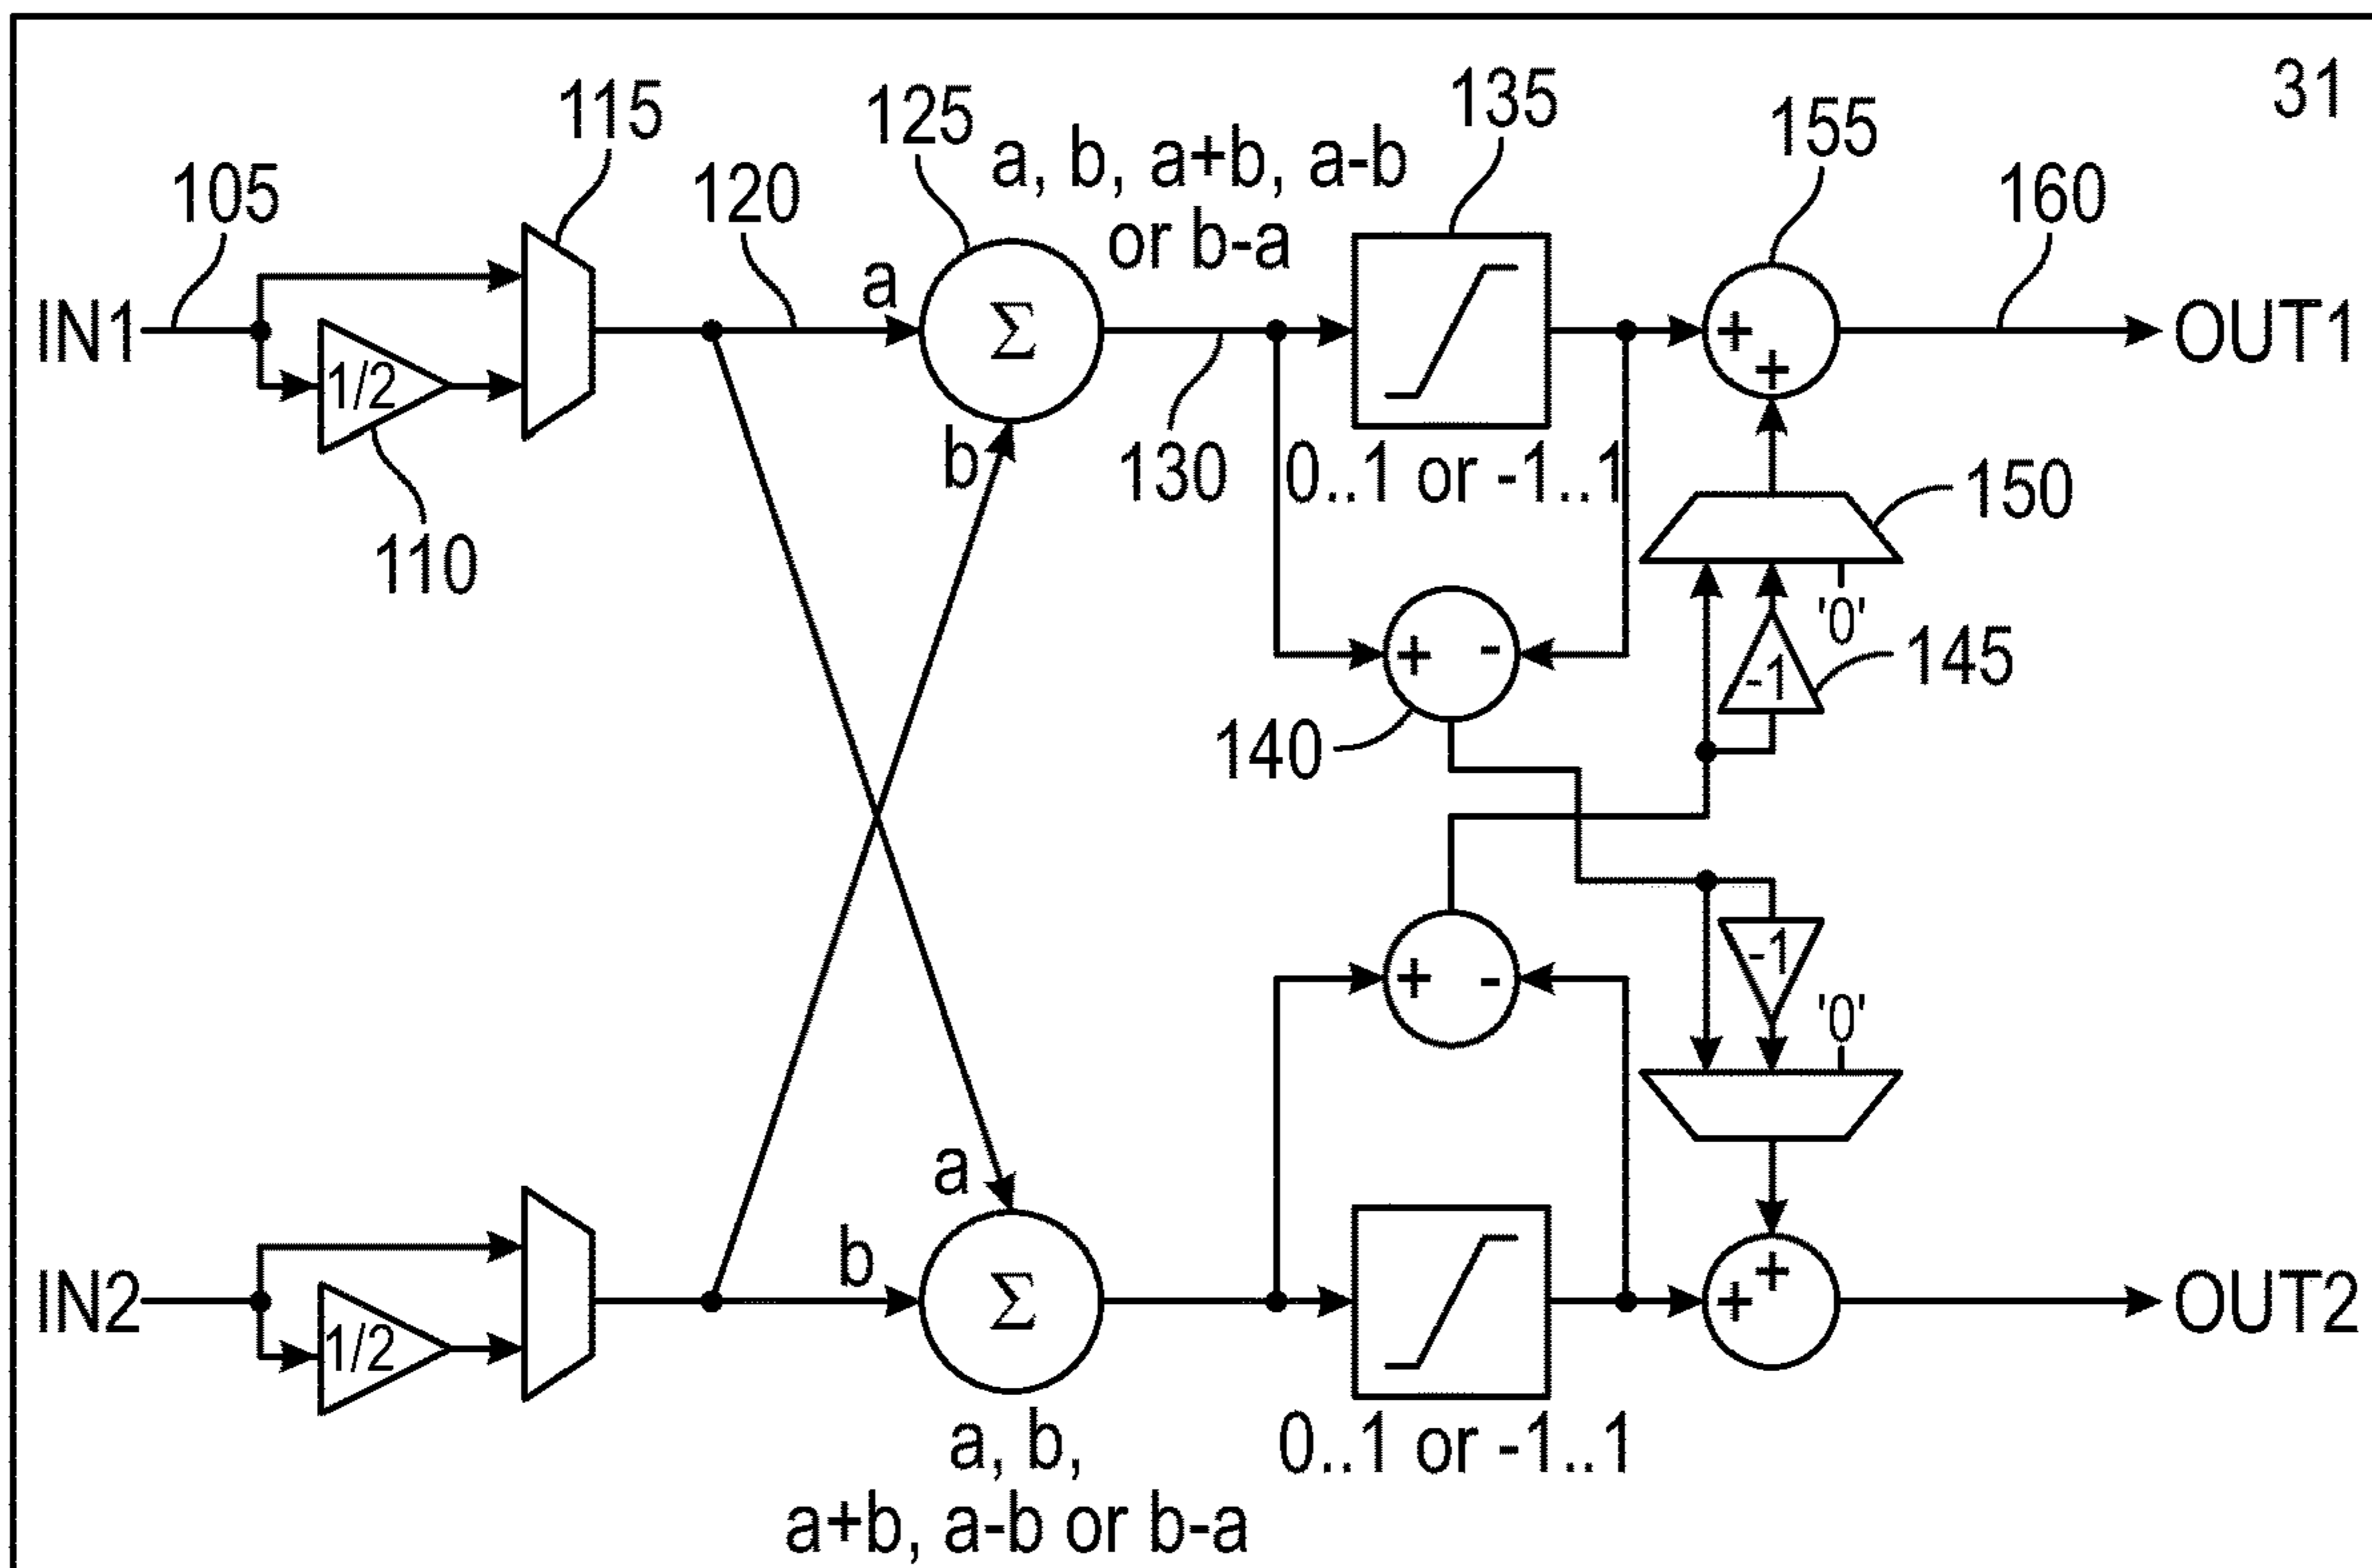 31
115
125
135
155
a, b, a+b, a-b
or b-a
105
120
160
a
IN1
Σ
+
+
OUT1
1/2
b
130
0..1 or -1..1
150
110
'0'
+
-
145
-1
140
-1
+
-
'0'
a
b
IN2
Σ
+
+
OUT2
1/2
0..1 or -1..1
a, b,
a+b, a-b or b-a